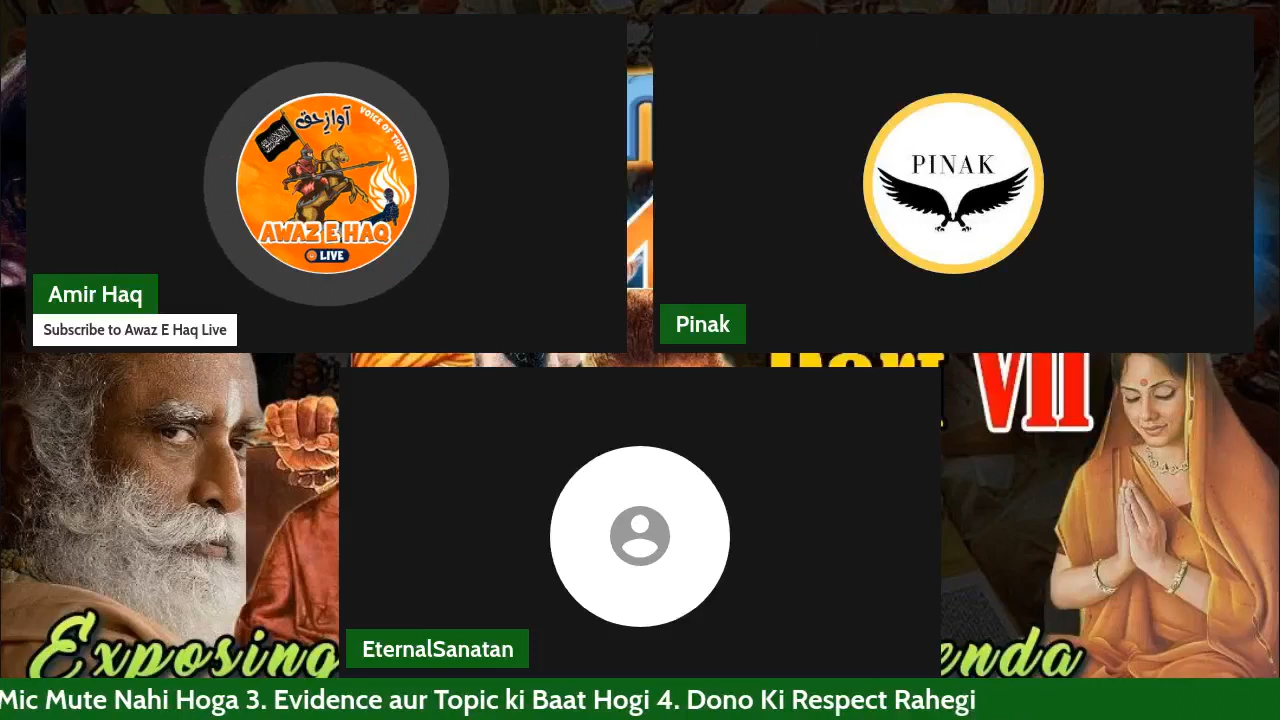 آوازِحق
VOICE OF TRUTH
AWAZ E HAQ
LIVE
PINAK
Amir Haq
Subscribe to Awaz E Haq Live
Pinak
VII
EternalSanatan
Exposing
enda
Mic Mute Nahi Hoga 3. Evidence aur Topic ki Baat Hogi 4. Dono Ki Respect Rahegi